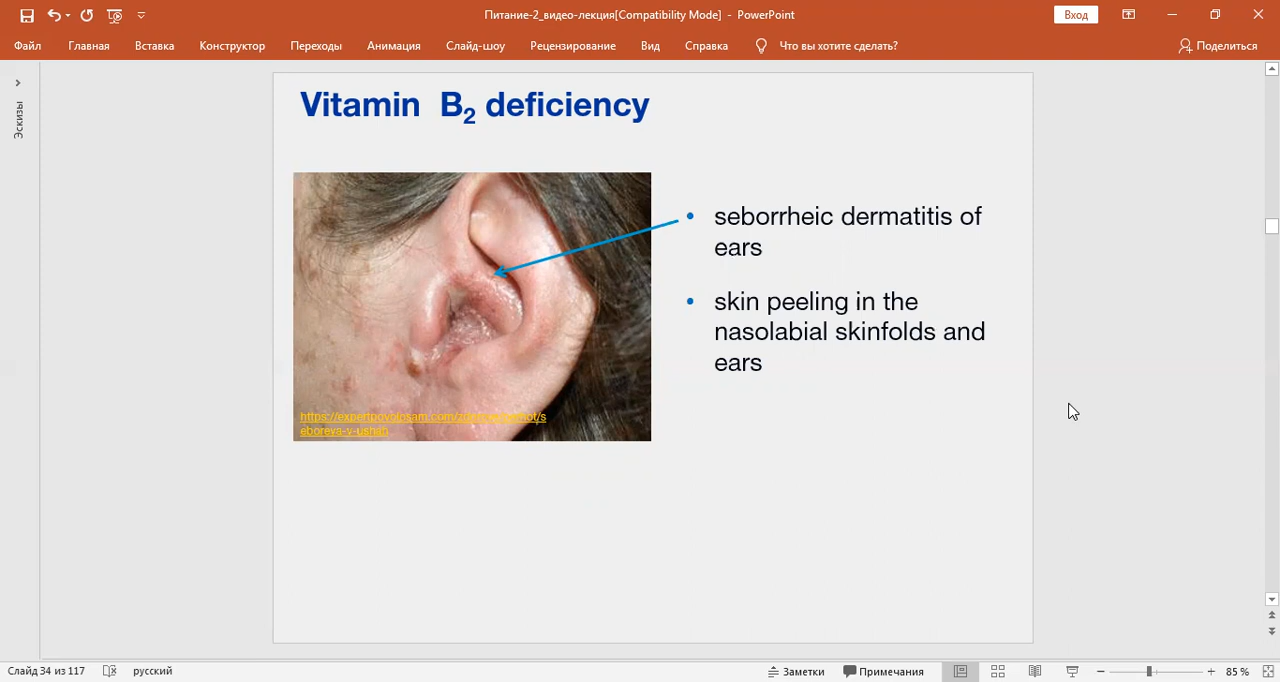 Питание-2_видео-лекция[Compatibility Mode] - PowerPoint
Вход
Файл Главная Вставка Конструктор Переходы Анимация Слайд-шоу Рецензирование Вид Справка Что вы хотите сделать? Поделиться
Эскизы
Vitamin B2 deficiency
• seborrheic dermatitis of
ears
• skin peeling in the
nasolabial skinfolds and
ears
eboreya-v-ushah
Слайд 34 из 117 русский Заметки Примечания 85 %